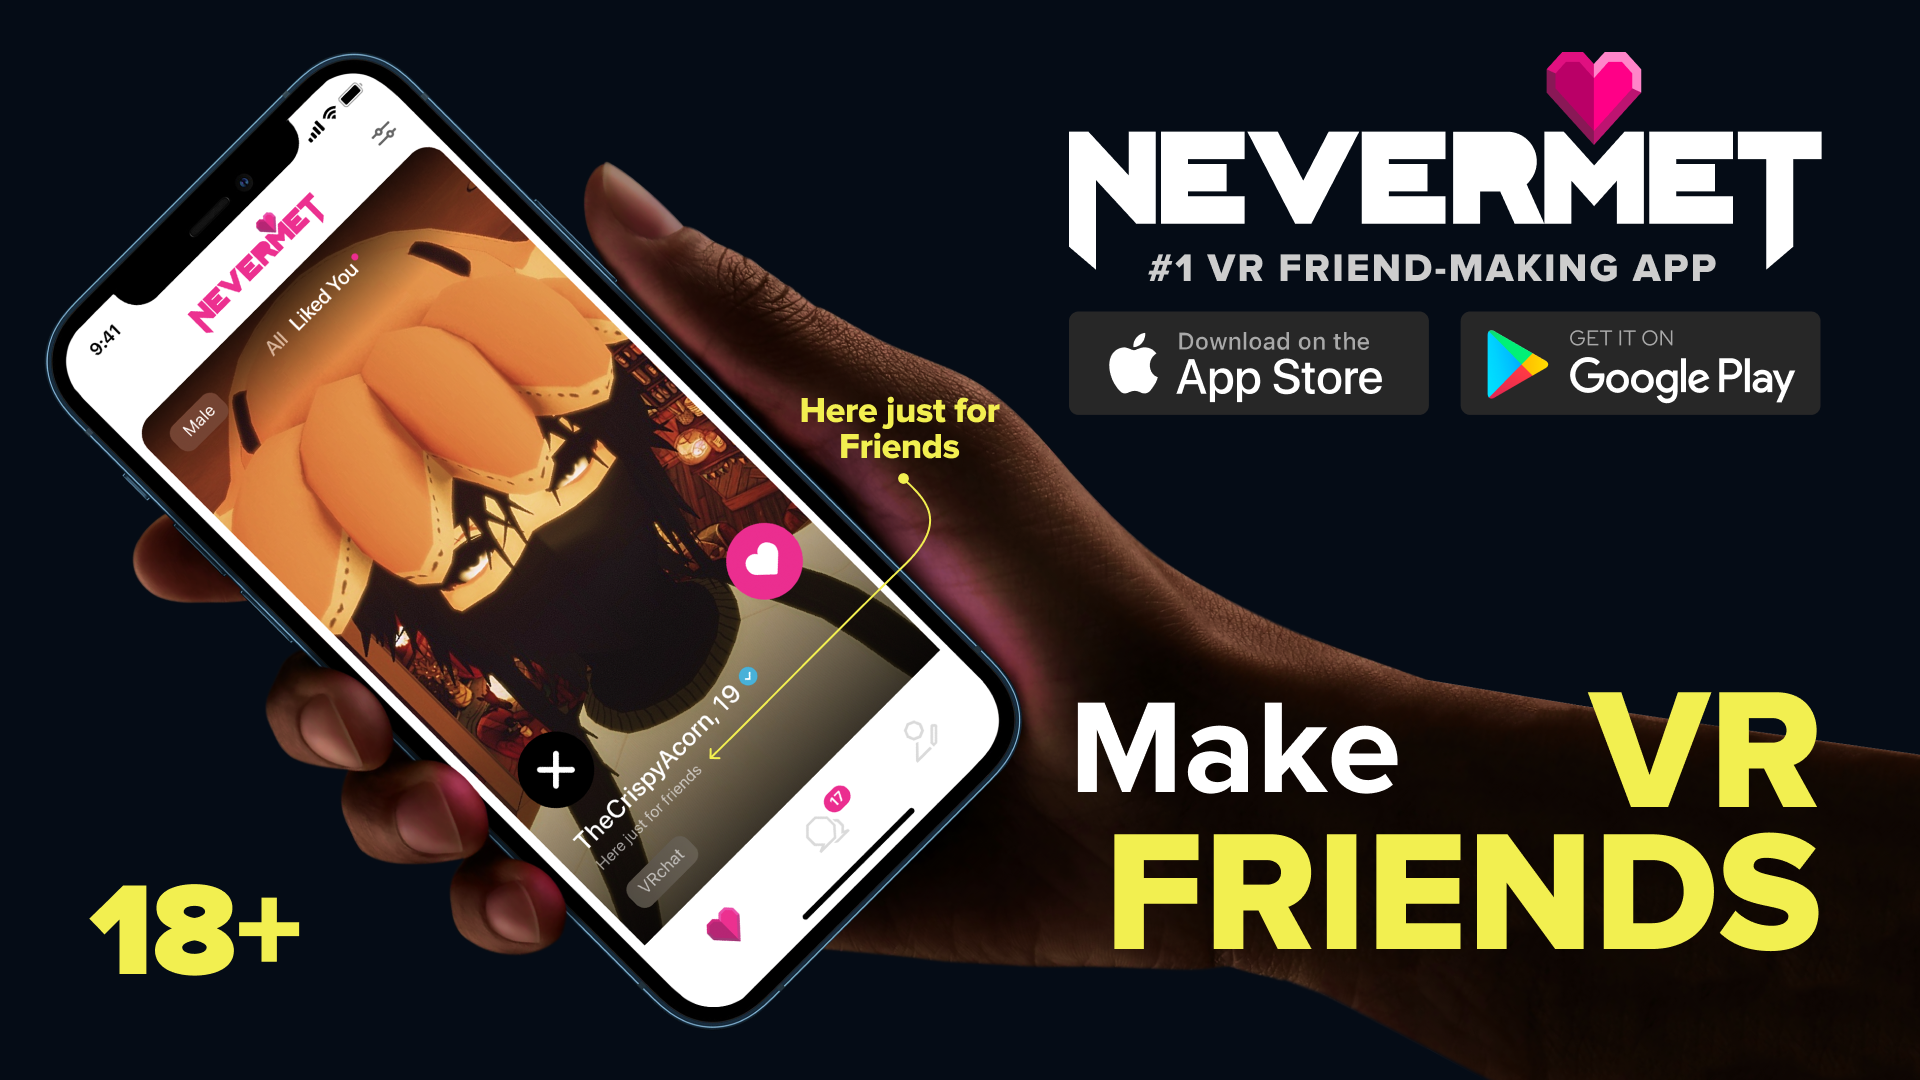 9:41
NEVERMET
All Liked You
Male
TheCrispyAcorn, 19
Here just for friends
VRchat
17
Here just for
Friends
18+
NEVERMET
#1 VR FRIEND-MAKING APP
Download on the
App Store
GET IT ON
Google Play
Make VR
FRIENDS